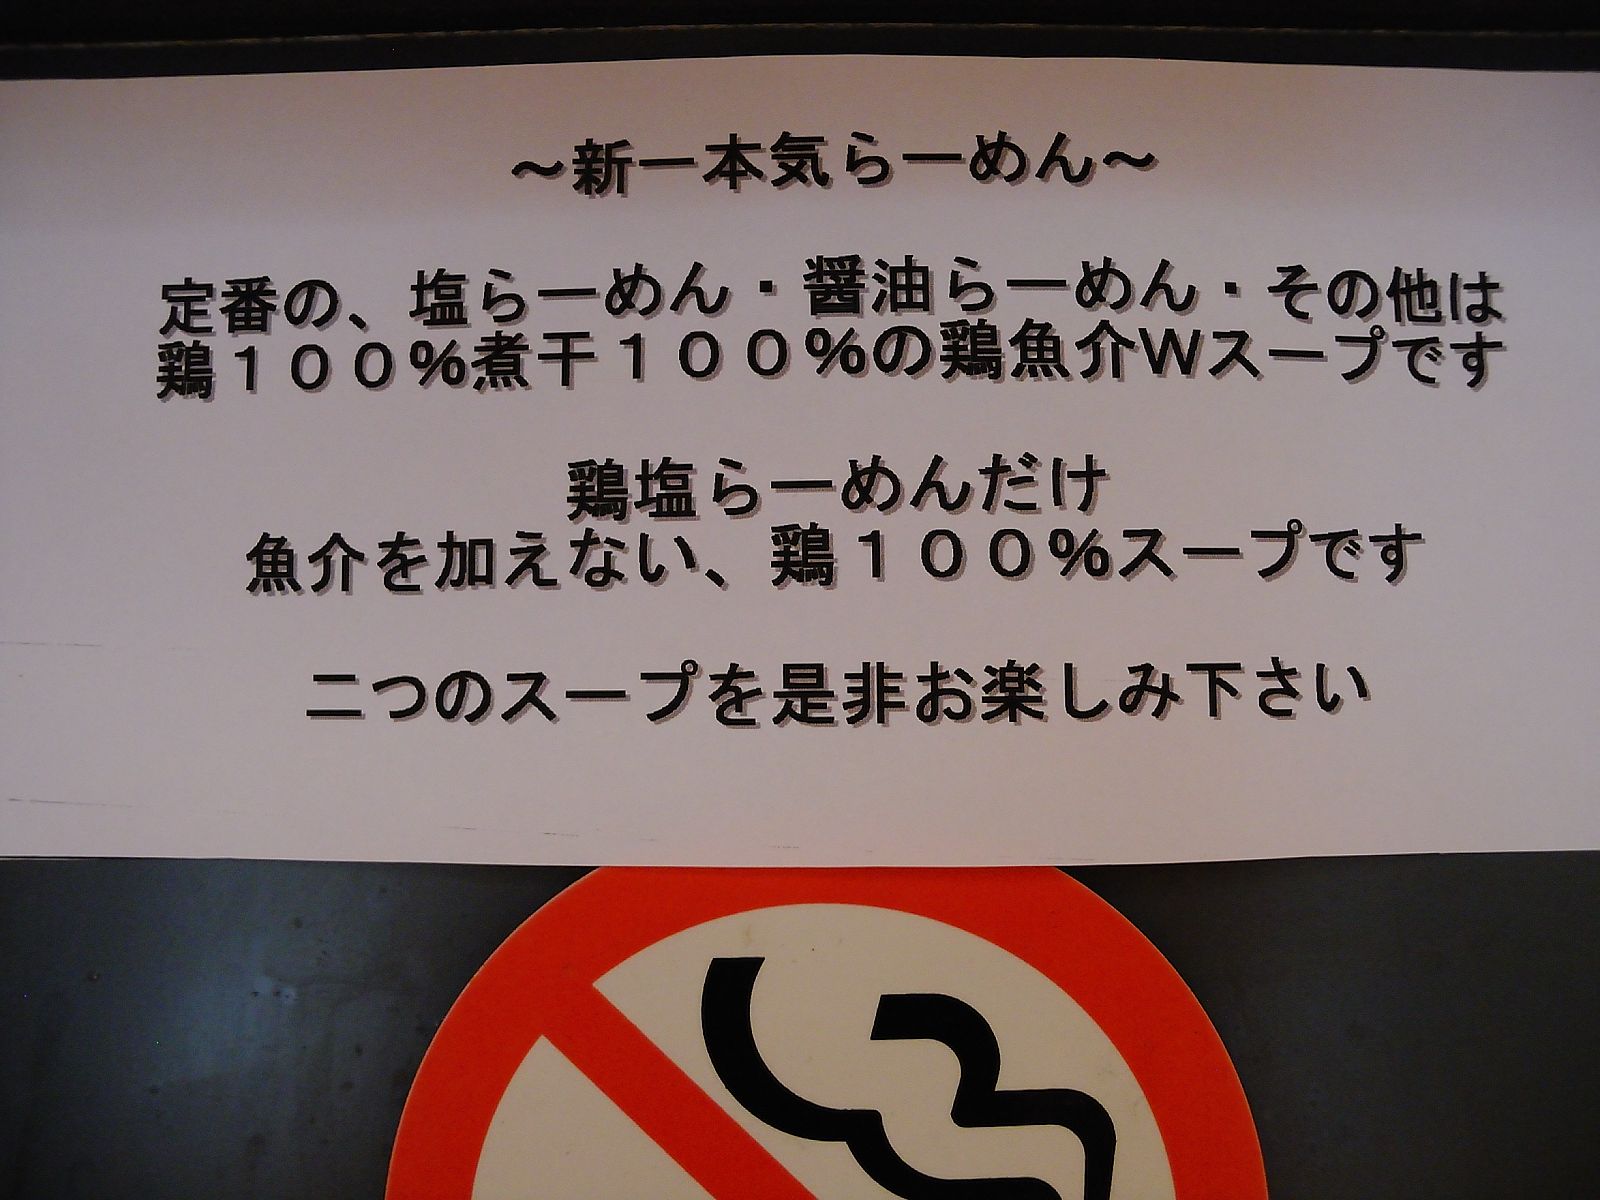 ～新一本気らーめん～
定番の、塩らーめん・醤油らーめん・その他は
鶏１００％煮干１００％の鶏魚介Ｗスープです
鶏塩らーめんだけ
魚介を加えない、鶏１００％スープです
二つのスープを是非お楽しみ下さい